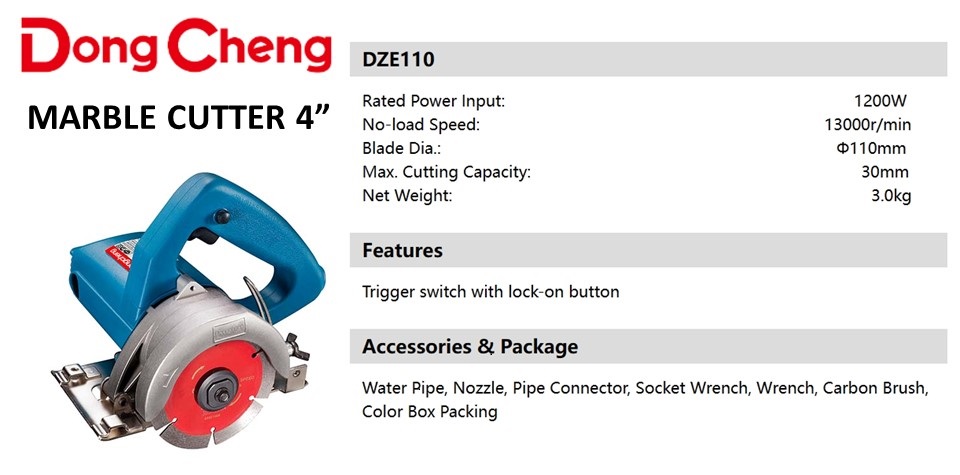 Dong Cheng
MARBLE CUTTER 4”
DZE110
Rated Power Input: 1200W
No-load Speed: 13000r/min
Blade Dia.: Φ110mm
Max. Cutting Capacity: 30mm
Net Weight: 3.0kg
Features
Trigger switch with lock-on button
Accessories & Package
Water Pipe, Nozzle, Pipe Connector, Socket Wrench, Wrench, Carbon Brush,
Color Box Packing